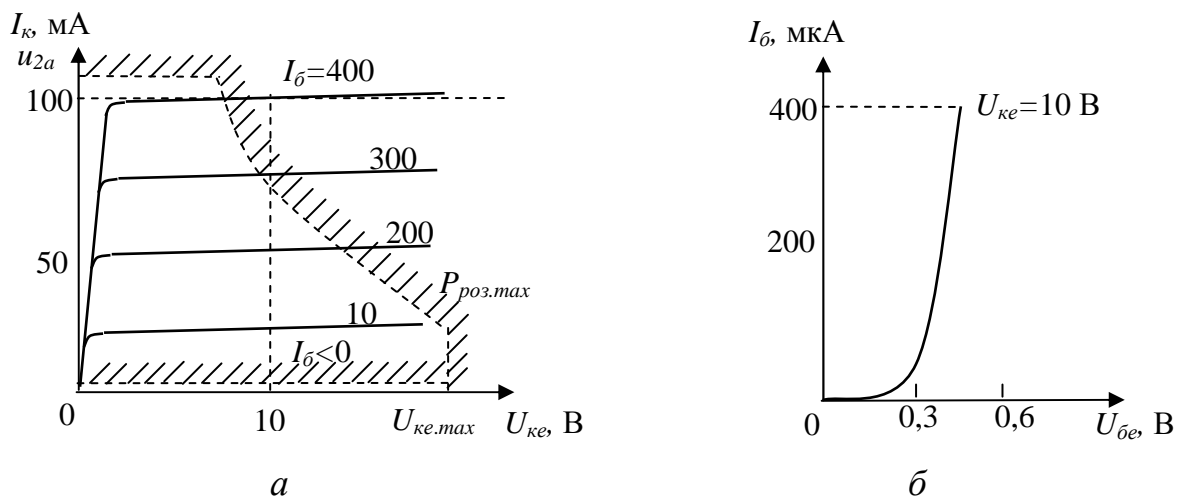 Iк, мА
u2а
100
50
0
Iб=400
300
200
10
Iб<0
Pроз.max
10
Uке.max
Uке, В
а
Iб, мкА
400
200
0
Uке=10 В
0,3
0,6
Uбе, В
б